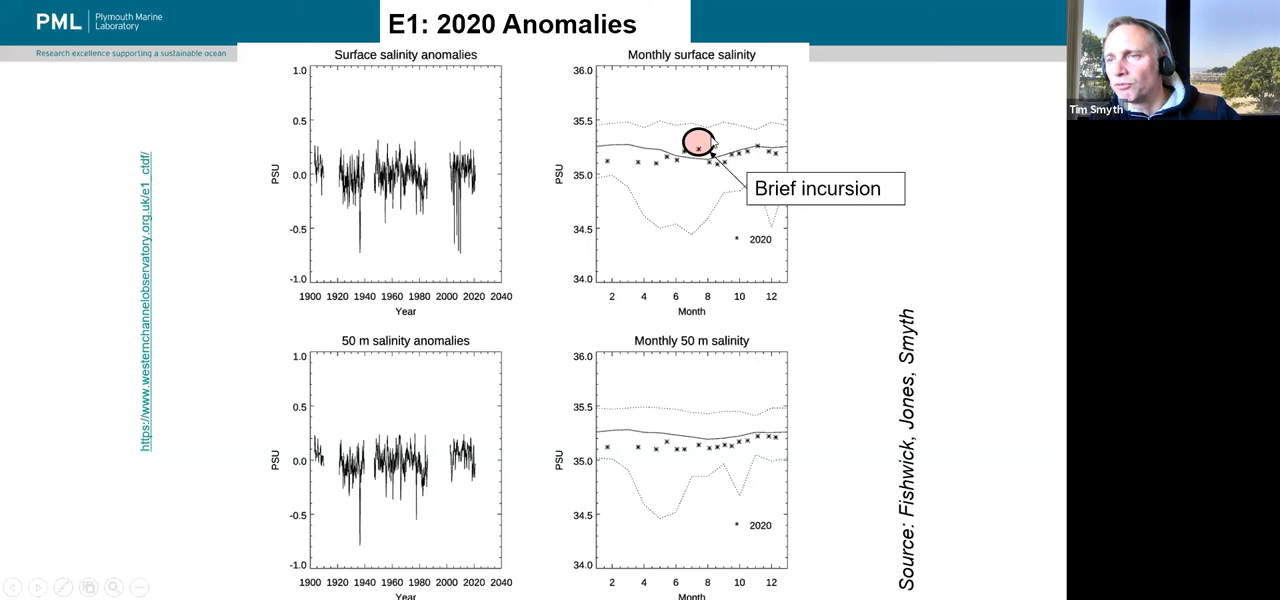 PML
Plymouth Marine
Laboratory
Research excellence supporting a sustainable ocean
E1: 2020 Anomalies
Tim Smyth
https://www.westernchannelobservatory.org.uk/e1_ctdf/
Surface salinity anomalies
1.0
0.5
0.0
-0.5
-1.0
PSU
1900 1920 1940 1960 1980 2000 2020 2040
Year
Monthly surface salinity
36.0
35.5
35.0
34.5
34.0
PSU
2020
2 4 6 8 10 12
Month
Brief incursion
50 m salinity anomalies
1.0
0.5
0.0
-0.5
-1.0
PSU
1900 1920 1940 1960 1980 2000 2020 2040
Year
Monthly 50 m salinity
36.0
35.5
35.0
34.5
34.0
PSU
2020
2 4 6 8 10 12
Month
Source: Fishwick, Jones, Smyth